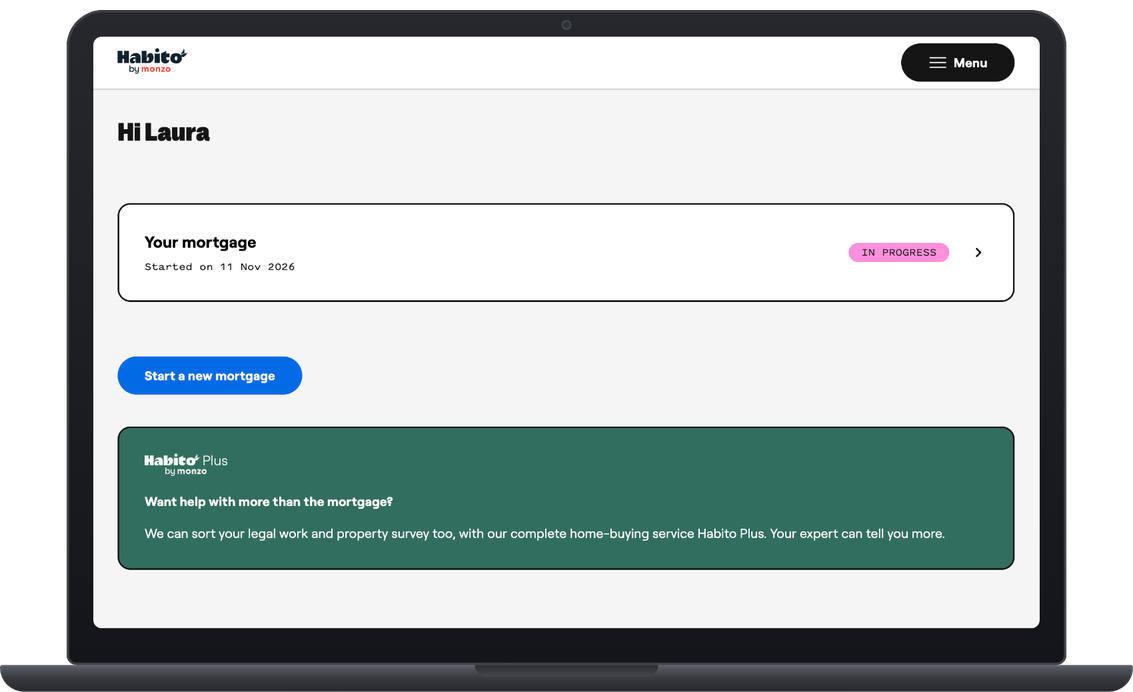 Habito
by monzo
Menu
Hi Laura
Your mortgage
Started on 11 Nov 2026
IN PROGRESS
Start a new mortgage
Habito Plus
by monzo
Want help with more than the mortgage?
We can sort your legal work and property survey too, with our complete home-buying service Habito Plus. Your expert can tell you more.